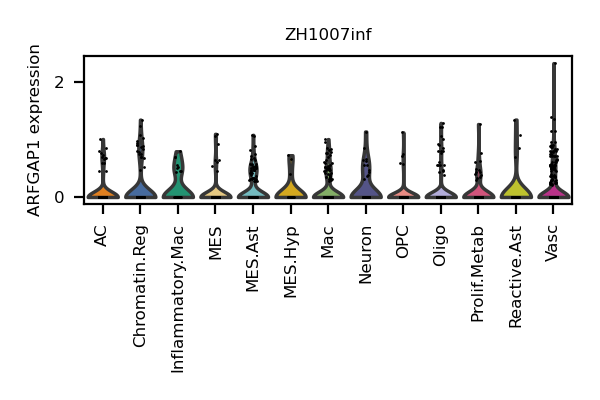 ZH1007inf
ARFGAP1 expression
2
0
AC
Chromatin.Reg
Inflammatory.Mac
MES
MES.Ast
MES.Hyp
Mac
Neuron
OPC
Oligo
Prolif.Metab
Reactive.Ast
Vasc